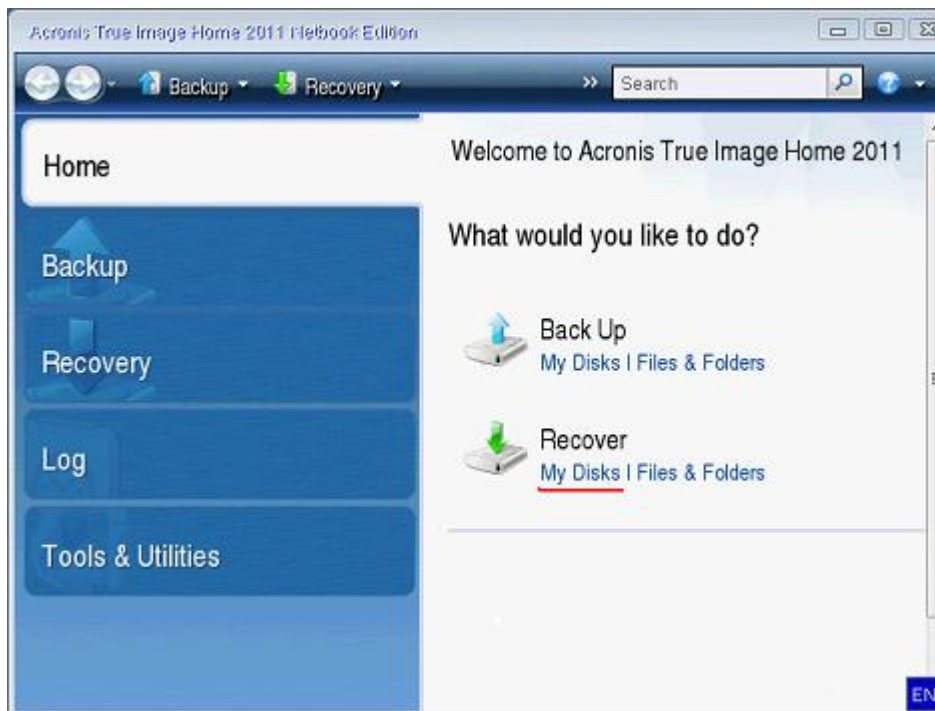 Acronis True Image Home 2011 Netbook Edition
Backup
Recovery
»
Search
?
Home
Backup
Recovery
Log
Tools & Utilities
Welcome to Acronis True Image Home 2011
What would you like to do?
Back Up
My Disks | Files & Folders
Recover
My Disks | Files & Folders
EN